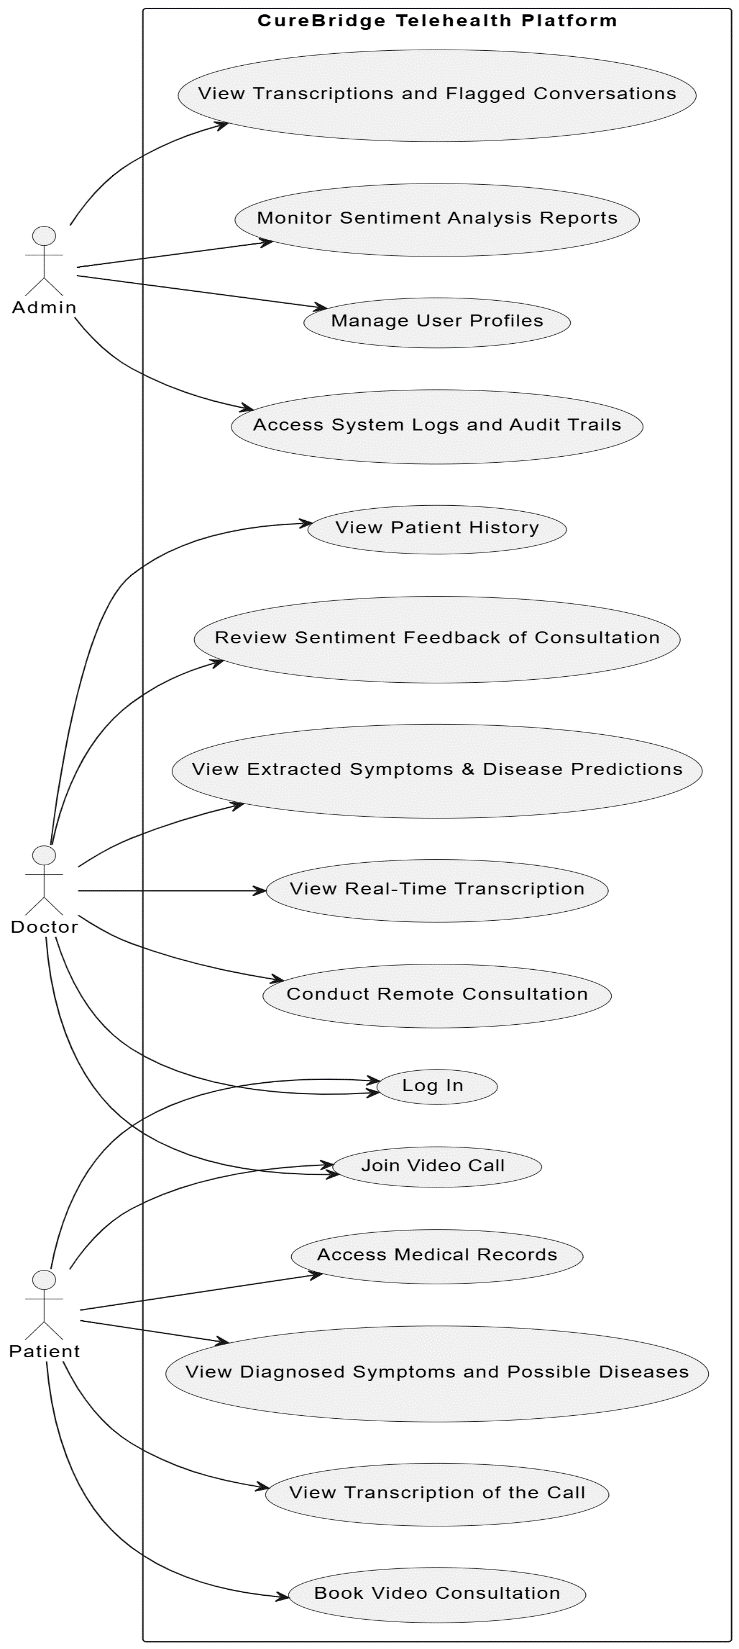 CureBridge Telehealth Platform
View Transcriptions and Flagged Conversations
Monitor Sentiment Analysis Reports
Admin
Manage User Profiles
Access System Logs and Audit Trails
View Patient History
Review Sentiment Feedback of Consultation
View Extracted Symptoms & Disease Predictions
View Real-Time Transcription
Doctor
Conduct Remote Consultation
Log In
Join Video Call
Access Medical Records
Patient
View Diagnosed Symptoms and Possible Diseases
View Transcription of the Call
Book Video Consultation